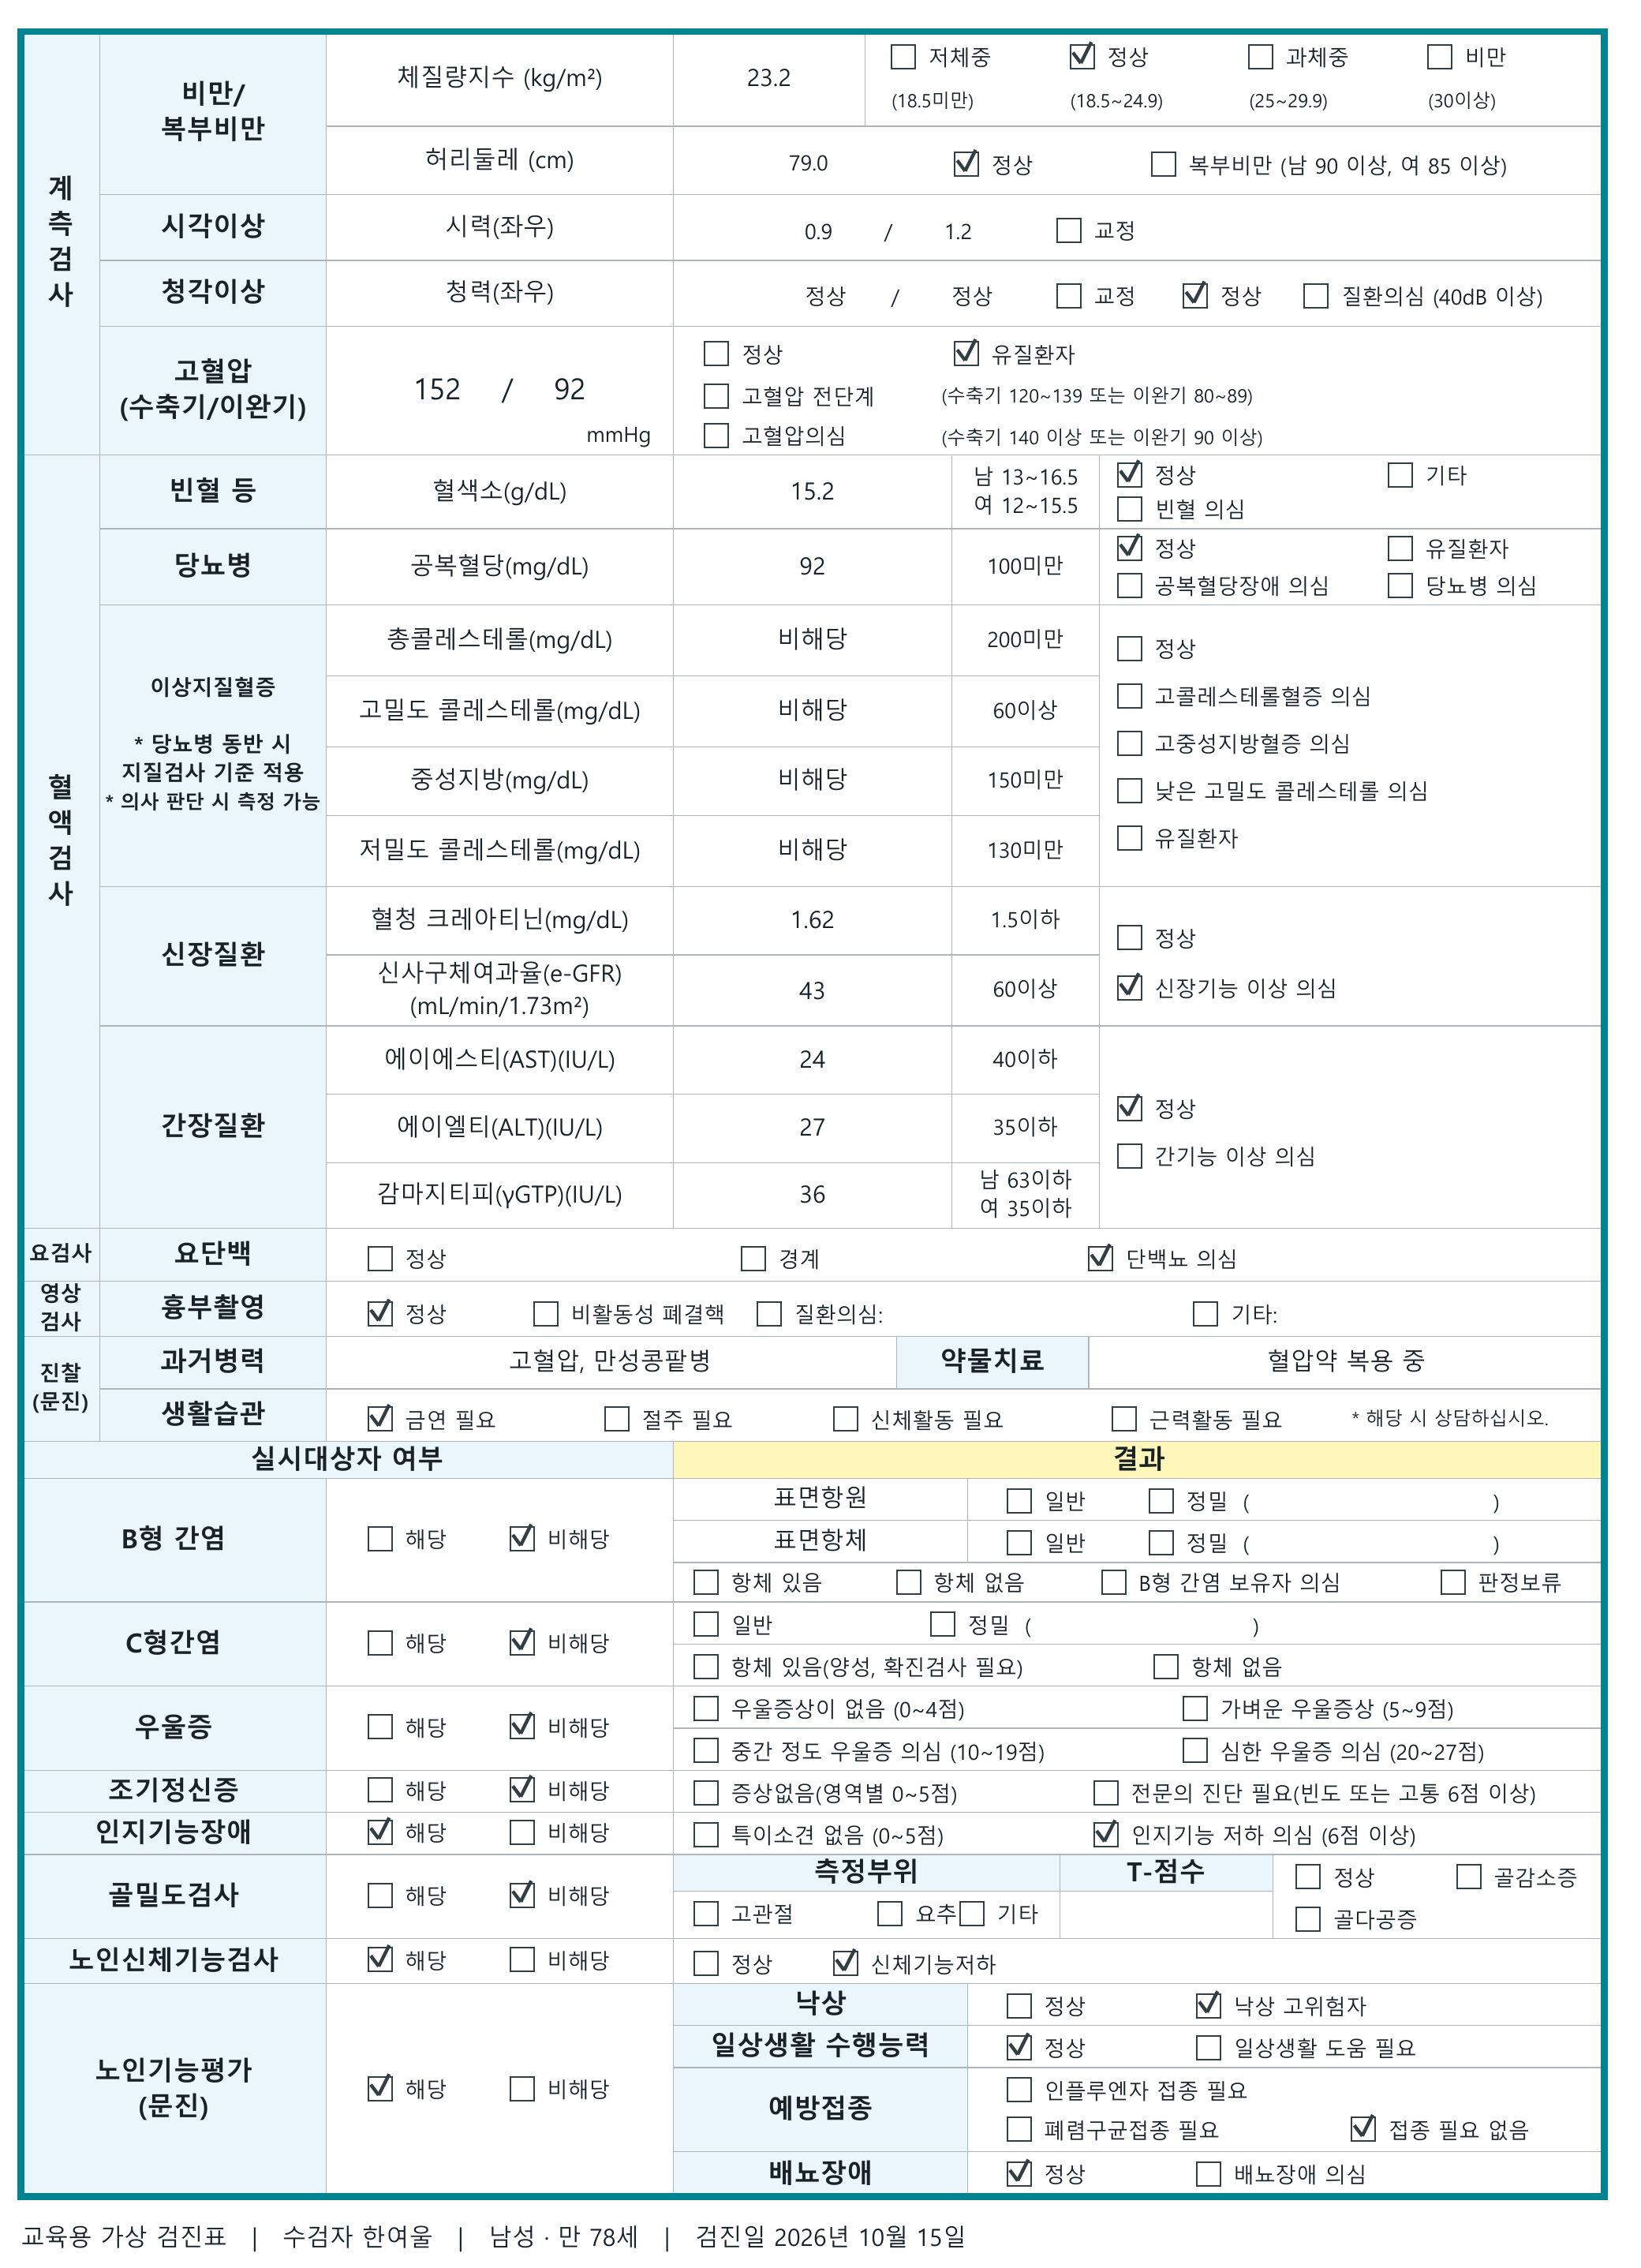 계측검사
비만/
복부비만
체질량지수 (kg/m²)
23.2
☐ 저체중 ☑ 정상 ☐ 과체중 ☐ 비만
(18.5미만) (18.5~24.9) (25~29.9) (30이상)
허리둘레 (cm)
79.0 ☑ 정상 ☐ 복부비만 (남 90 이상, 여 85 이상)
시각이상
시력(좌우)
0.9 / 1.2 ☐ 교정
청각이상
청력(좌우)
정상 / 정상 ☐ 교정 ☑ 정상 ☐ 질환의심 (40dB 이상)
고혈압
(수축기/이완기)
152 / 92
mmHg
☐ 정상 ☑ 유질환자
☐ 고혈압 전단계 (수축기 120~139 또는 이완기 80~89)
☐ 고혈압의심 (수축기 140 이상 또는 이완기 90 이상)
혈액검사
빈혈 등
혈색소(g/dL)
15.2
남 13~16.5
여 12~15.5
☑ 정상 ☐ 기타
☐ 빈혈 의심
당뇨병
공복혈당(mg/dL)
92
100미만
☑ 정상 ☐ 유질환자
☐ 공복혈당장애 의심 ☐ 당뇨병 의심
이상지질혈증
* 당뇨병 동반 시
지질검사 기준 적용
* 의사 판단 시 측정 가능
총콜레스테롤(mg/dL) 비해당 200미만
고밀도 콜레스테롤(mg/dL) 비해당 60이상
중성지방(mg/dL) 비해당 150미만
저밀도 콜레스테롤(mg/dL) 비해당 130미만
☐ 정상
☐ 고콜레스테롤혈증 의심
☐ 고중성지방혈증 의심
☐ 낮은 고밀도 콜레스테롤 의심
☐ 유질환자
신장질환
혈청 크레아티닌(mg/dL) 1.62 1.5이하
신사구체여과율(e-GFR)
(mL/min/1.73m²)
43 60이상
☐ 정상
☑ 신장기능 이상 의심
간장질환
에이에스티(AST)(IU/L) 24 40이하
에이엘티(ALT)(IU/L) 27 35이하
감마지티피(γGTP)(IU/L) 36
남 63이하
여 35이하
☑ 정상
☐ 간기능 이상 의심
요검사
요단백
☐ 정상 ☐ 경계 ☑ 단백뇨 의심
영상
검사
흉부촬영
☑ 정상 ☐ 비활동성 폐결핵 ☐ 질환의심: ☐ 기타:
진찰
(문진)
과거병력
고혈압, 만성콩팥병
약물치료
혈압약 복용 중
생활습관
☑ 금연 필요 ☐ 절주 필요 ☐ 신체활동 필요 ☐ 근력활동 필요 * 해당 시 상담하십시오.
실시대상자 여부
결과
B형 간염
☐ 해당 ☑ 비해당
표면항원 ☐ 일반 ☐ 정밀 ( )
표면항체 ☐ 일반 ☐ 정밀 ( )
☐ 항체 있음 ☐ 항체 없음 ☐ B형 간염 보유자 의심 ☐ 판정보류
C형간염
☐ 해당 ☑ 비해당
☐ 일반 ☐ 정밀 ( )
☐ 항체 있음(양성, 확진검사 필요) ☐ 항체 없음
우울증
☐ 해당 ☑ 비해당
☐ 우울증상이 없음 (0~4점) ☐ 가벼운 우울증상 (5~9점)
☐ 중간 정도 우울증 의심 (10~19점) ☐ 심한 우울증 의심 (20~27점)
조기정신증 ☐ 해당 ☑ 비해당 ☐ 증상없음(영역별 0~5점) ☐ 전문의 진단 필요(빈도 또는 고통 6점 이상)
인지기능장애 ☑ 해당 ☐ 비해당 ☐ 특이소견 없음 (0~5점) ☑ 인지기능 저하 의심 (6점 이상)
골밀도검사
☐ 해당 ☑ 비해당
측정부위 T-점수
☐ 고관절 ☐ 요추 ☐ 기타
☐ 정상 ☐ 골감소증
☐ 골다공증
노인신체기능검사 ☑ 해당 ☐ 비해당 ☐ 정상 ☑ 신체기능저하
노인기능평가
(문진)
☑ 해당 ☐ 비해당
낙상 ☐ 정상 ☑ 낙상 고위험자
일상생활 수행능력 ☑ 정상 ☐ 일상생활 도움 필요
예방접종
☐ 인플루엔자 접종 필요
☐ 폐렴구균접종 필요 ☑ 접종 필요 없음
배뇨장애 ☑ 정상 ☐ 배뇨장애 의심
교육용 가상 검진표 | 수검자 한여울 | 남성 · 만 78세 | 검진일 2026년 10월 15일